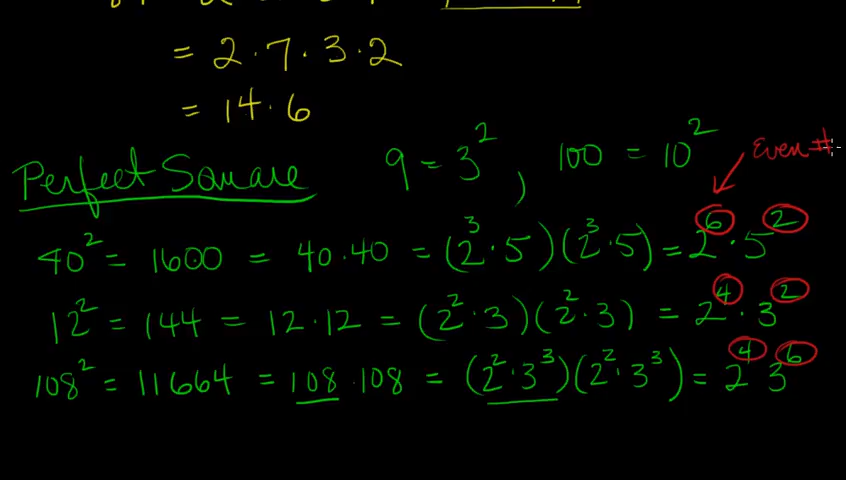 = 2 · 7 · 3 · 2
= 14 · 6
Perfect Square 9 = 3², 100 = 10² Even #
40² = 1600 = 40 · 40 = (2³ · 5)(2³ · 5) = 2⁶ · 5²
12² = 144 = 12 · 12 = (2² · 3)(2² · 3) = 2⁴ · 3²
108² = 11664 = 108 · 108 = (2² · 3³)(2² · 3³) = 2⁴ 3⁶